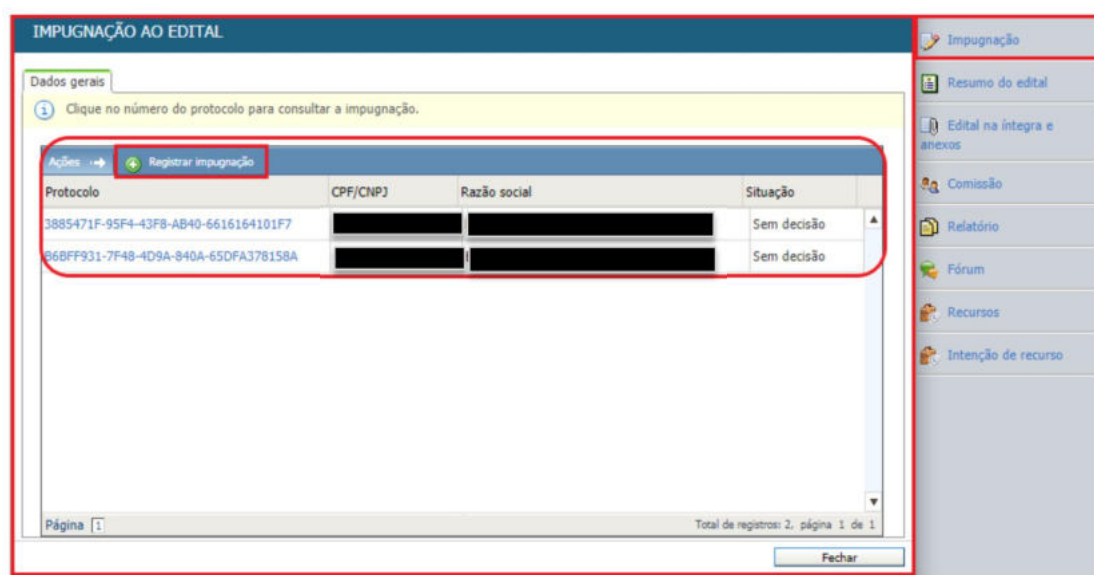 IMPUGNAÇÃO AO EDITAL
Dados gerais
Clique no número do protocolo para consultar a impugnação.
Ações Registrar impugnação
Protocolo CPF/CNPJ Razão social Situação
3885471F-95F4-43F8-AB40-6616164101F7 Sem decisão
B6BFF931-7F48-4D9A-840A-65DFA378158A Sem decisão
Página 1 Total de registros: 2, página 1 de 1
Fechar
Impugnação
Resumo do edital
Edital na íntegra e
anexos
Comissão
Relatório
Fórum
Recursos
Intenção de recurso